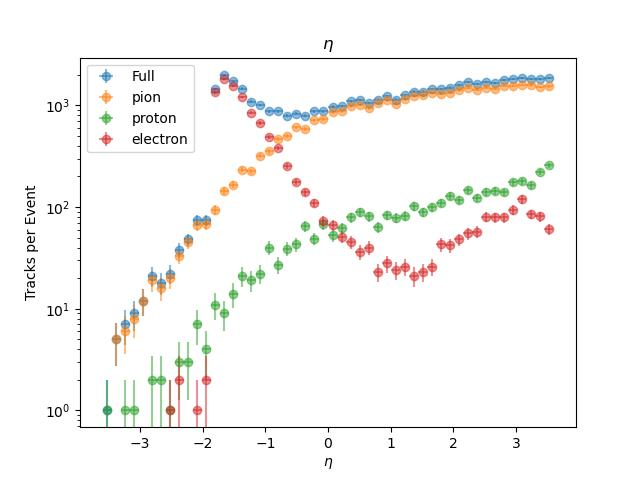 η
Full
pion
proton
electron
Tracks per Event
10³
10²
10¹
10⁰
−3 −2 −1 0 1 2 3
η